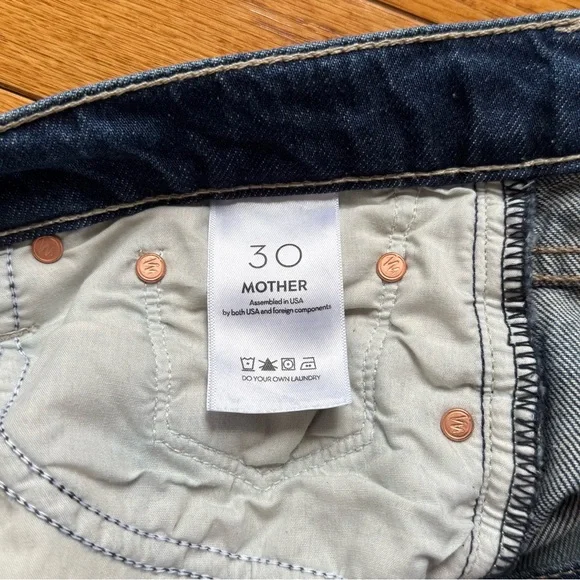 30
MOTHER
Assembled in USA
by both USA and foreign components
DO YOUR OWN LAUNDRY